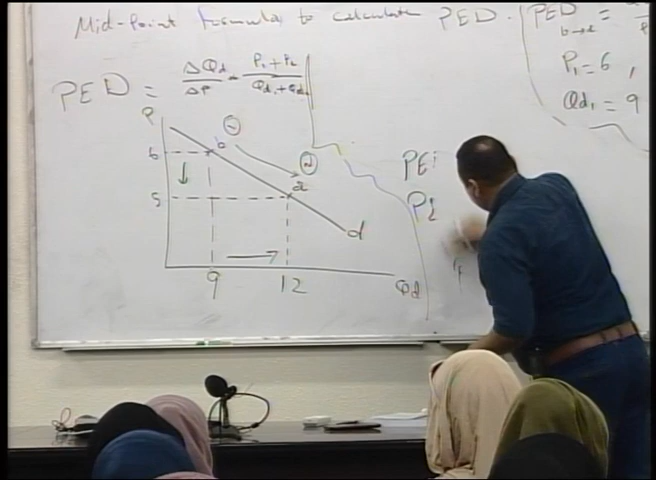 Mid-Point formula to calculate PED.
PED = ΔQd/ΔP · P1+P2/Qd1+Qd2
PED b→a =
P1=6,
Qd1=9
P
6
b
1
2
a
5
d
9
12
Qd
PE
P